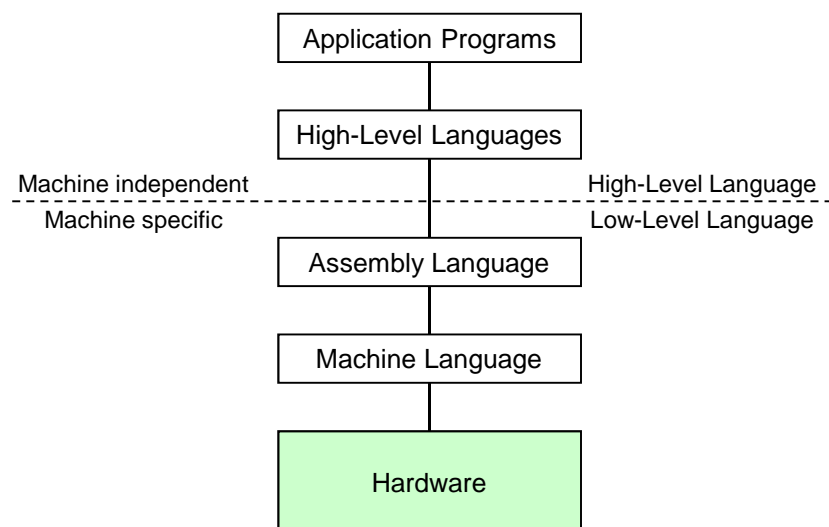 Application Programs
High-Level Languages
Machine independent
High-Level Language
Machine specific
Low-Level Language
Assembly Language
Machine Language
Hardware